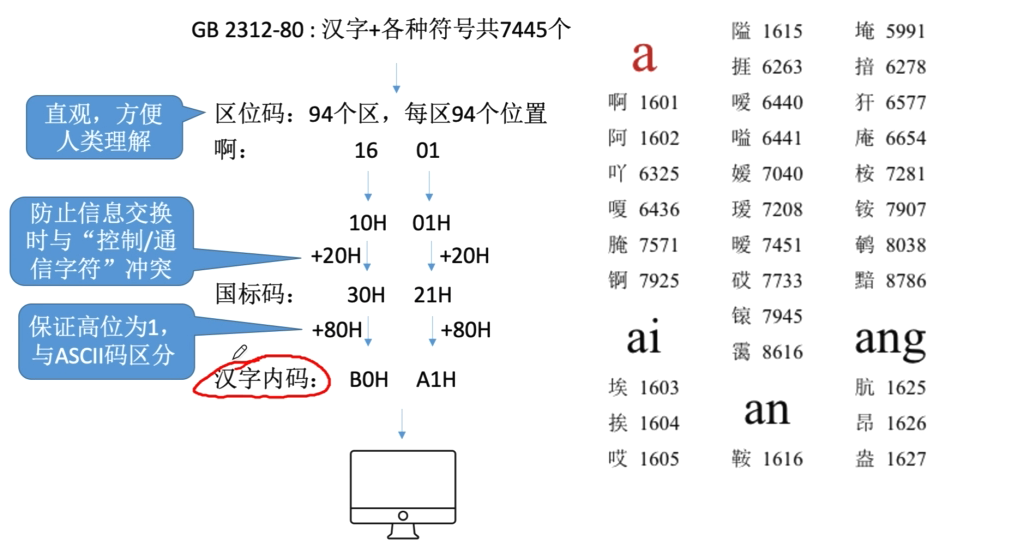 GB 2312-80 : 汉字+各种符号共7445个
直观，方便
人类理解
区位码：94个区，每区94个位置
啊： 16 01
10H 01H
防止信息交换
时与“控制/通
信字符”冲突
+20H +20H
国标码： 30H 21H
保证高位为1，
与ASCII码区分
+80H +80H
汉字内码： B0H A1H
a
啊 1601
阿 1602
吖 6325
嗄 6436
腌 7571
锕 7925
ai
埃 1603
挨 1604
哎 1605
隘 1615
捱 6263
嗳 6440
嗌 6441
嫒 7040
瑷 7208
暧 7451
砹 7733
锿 7945
霭 8616
an
鞍 1616
埯 5991
揞 6278
犴 6577
庵 6654
桉 7281
铵 7907
鹌 8038
黯 8786
ang
肮 1625
昂 1626
盎 1627